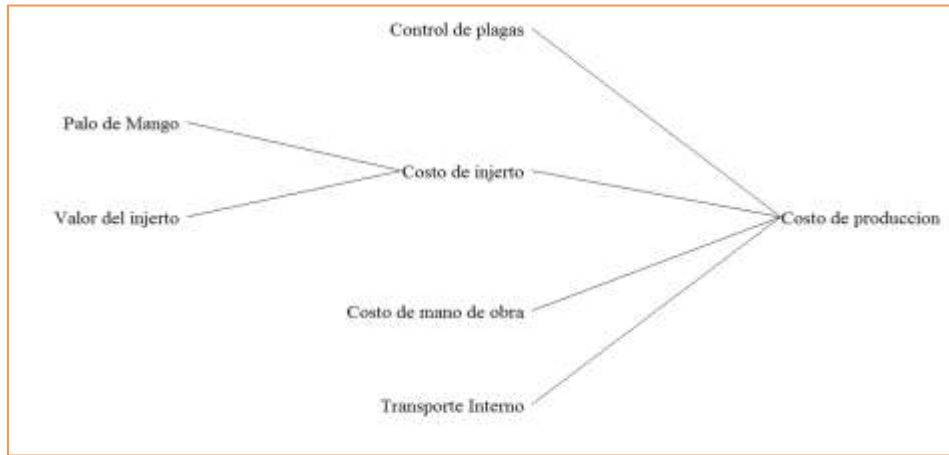 Control de plagas
Palo de Mango
Costo de injerto
Valor del injerto
Costo de produccion
Costo de mano de obra
Transporte Interno